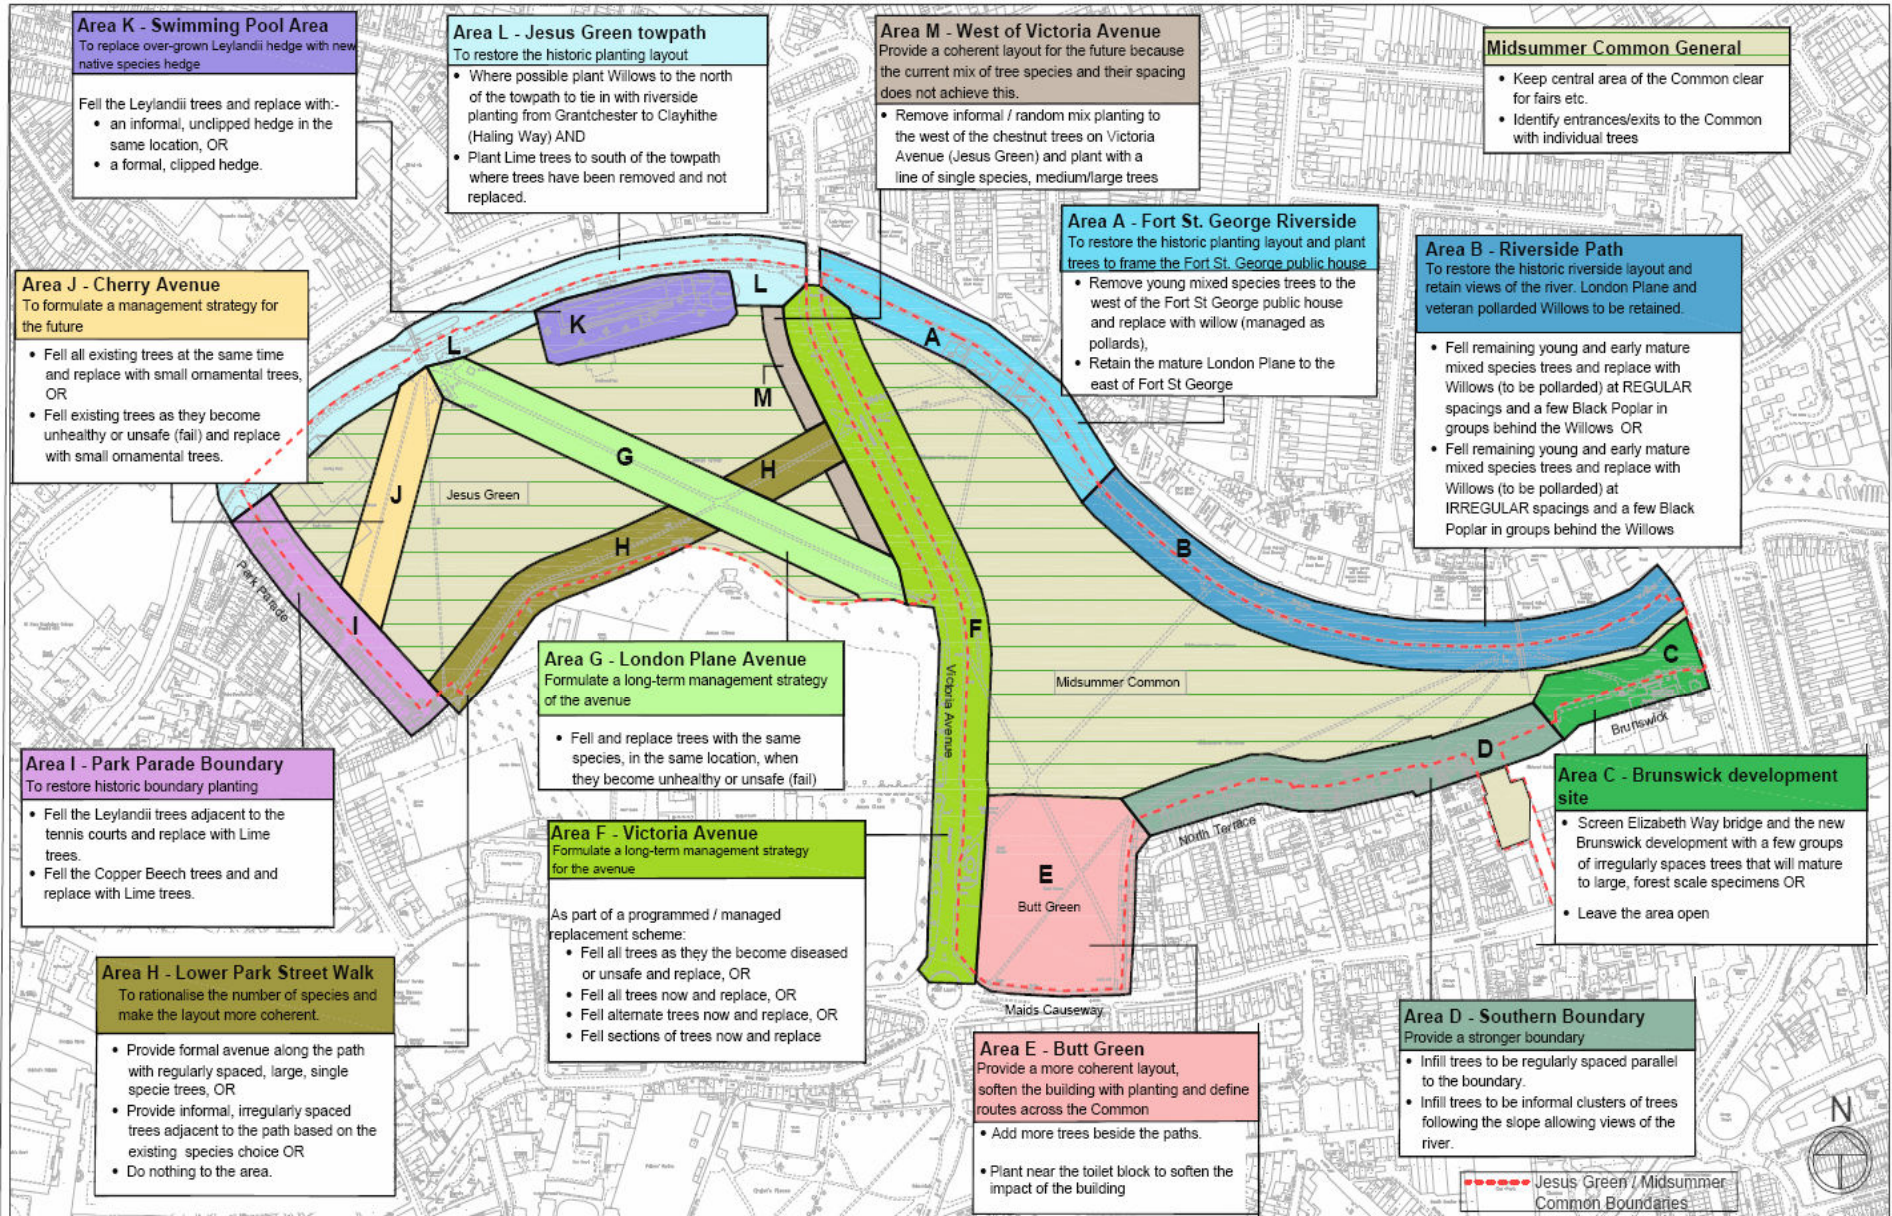 Area K - Swimming Pool Area
To replace over-grown Leylandii hedge with new
native species hedge
Fell the Leylandii trees and replace with:-
• an informal, unclipped hedge in the
same location, OR
• a formal, clipped hedge.
Area L - Jesus Green towpath
To restore the historic planting layout
• Where possible plant Willows to the north
of the towpath to tie in with riverside
planting from Grantchester to Clayhithe
(Haling Way) AND
• Plant Lime trees to south of the towpath
where trees have been removed and not
replaced.
Area M - West of Victoria Avenue
Provide a coherent layout for the future because
the current mix of tree species and their spacing
does not achieve this.
• Remove informal / random mix planting to
the west of the chestnut trees on Victoria
Avenue (Jesus Green) and plant with a
line of single species, medium/large trees
Midsummer Common General
• Keep central area of the Common clear
for fairs etc.
• Identify entrances/exits to the Common
with individual trees
Area A - Fort St. George Riverside
To restore the historic planting layout and plant
trees to frame the Fort St. George public house
• Remove young mixed species trees to the
west of the Fort St George public house
and replace with willow (managed as
pollards),
• Retain the mature London Plane to the
east of Fort St George
Area B - Riverside Path
To restore the historic riverside layout and
retain views of the river. London Plane and
veteran pollarded Willows to be retained.
• Fell remaining young and early mature
mixed species trees and replace with
Willows (to be pollarded) at REGULAR
spacings and a few Black Poplar in
groups behind the Willows OR
• Fell remaining young and early mature
mixed species trees and replace with
Willows (to be pollarded) at
IRREGULAR spacings and a few Black
Poplar in groups behind the Willows
Area J - Cherry Avenue
To formulate a management strategy for
the future
• Fell all existing trees at the same time
and replace with small ornamental trees,
OR
• Fell existing trees as they become
unhealthy or unsafe (fail) and replace
with small ornamental trees.
L
K
L
A
M
G
H
J
Jesus Green
H
B
Park Parade
I
F
C
Victoria Avenue
Midsummer Common
Brunswick
D
North Terrace
E
Butt Green
Maids Causeway
Area G - London Plane Avenue
Formulate a long-term management strategy
of the avenue
• Fell and replace trees with the same
species, in the same location, when
they become unhealthy or unsafe (fail)
Area I - Park Parade Boundary
To restore historic boundary planting
• Fell the Leylandii trees adjacent to the
tennis courts and replace with Lime
trees.
• Fell the Copper Beech trees and and
replace with Lime trees.
Area F - Victoria Avenue
Formulate a long-term management strategy
for the avenue
As part of a programmed / managed
replacement scheme:
• Fell all trees as they the become diseased
or unsafe and replace, OR
• Fell all trees now and replace, OR
• Fell alternate trees now and replace, OR
• Fell sections of trees now and replace
Area C - Brunswick development
site
• Screen Elizabeth Way bridge and the new
Brunswick development with a few groups
of irregularly spaces trees that will mature
to large, forest scale specimens OR
• Leave the area open
Area H - Lower Park Street Walk
To rationalise the number of species and
make the layout more coherent.
• Provide formal avenue along the path
with regularly spaced, large, single
specie trees, OR
• Provide informal, irregularly spaced
trees adjacent to the path based on the
existing species choice OR
• Do nothing to the area.
Area E - Butt Green
Provide a more coherent layout,
soften the building with planting and define
routes across the Common
• Add more trees beside the paths.
• Plant near the toilet block to soften the
impact of the building
Area D - Southern Boundary
Provide a stronger boundary
• Infill trees to be regularly spaced parallel
to the boundary.
• Infill trees to be informal clusters of trees
following the slope allowing views of the
river.
N
Jesus Green / Midsummer
Common Boundaries